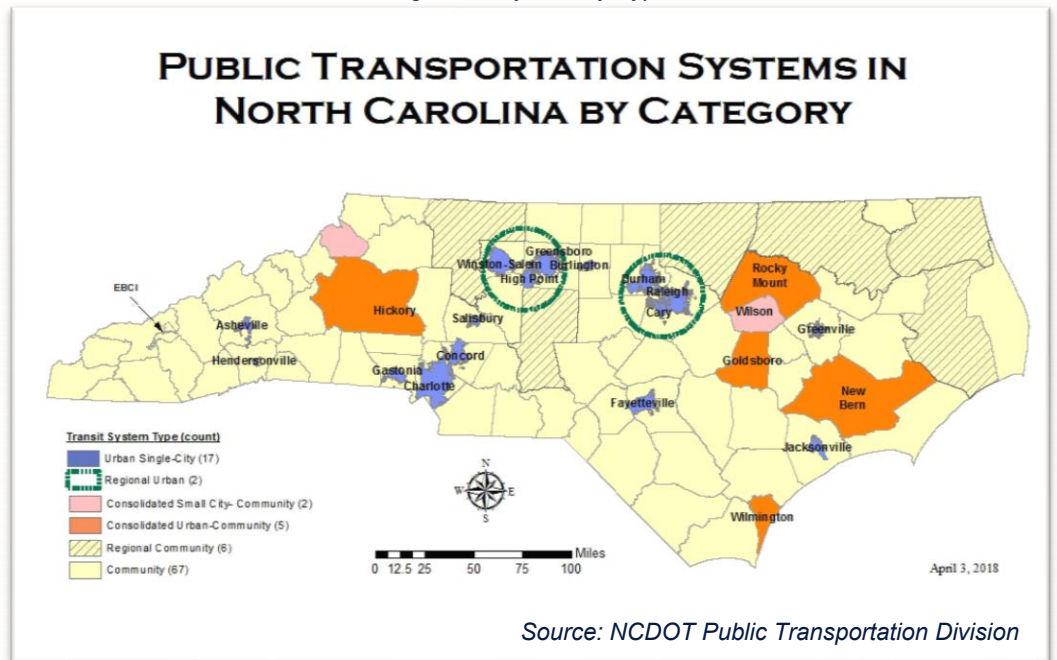 PUBLIC TRANSPORTATION SYSTEMS IN
NORTH CAROLINA BY CATEGORY
EBCI
Asheville
Hendersonville
Hickory
Winston-Salem
Greensboro
Burlington
High Point
Salisbury
Concord
Gastonia
Charlotte
Durham
Raleigh
Cary
Rocky
Mount
Wilson
Greenville
Goldsboro
New
Bern
Fayetteville
Jacksonville
Wilmington
Transit System Type (count)
Urban Single-City (17)
Regional Urban (2)
Consolidated Small City- Community (2)
Consolidated Urban-Community (5)
Regional Community (6)
Community (67)
N
W E
S
Miles
0 12.5 25 50 75 100
April 3, 2018
Source: NCDOT Public Transportation Division